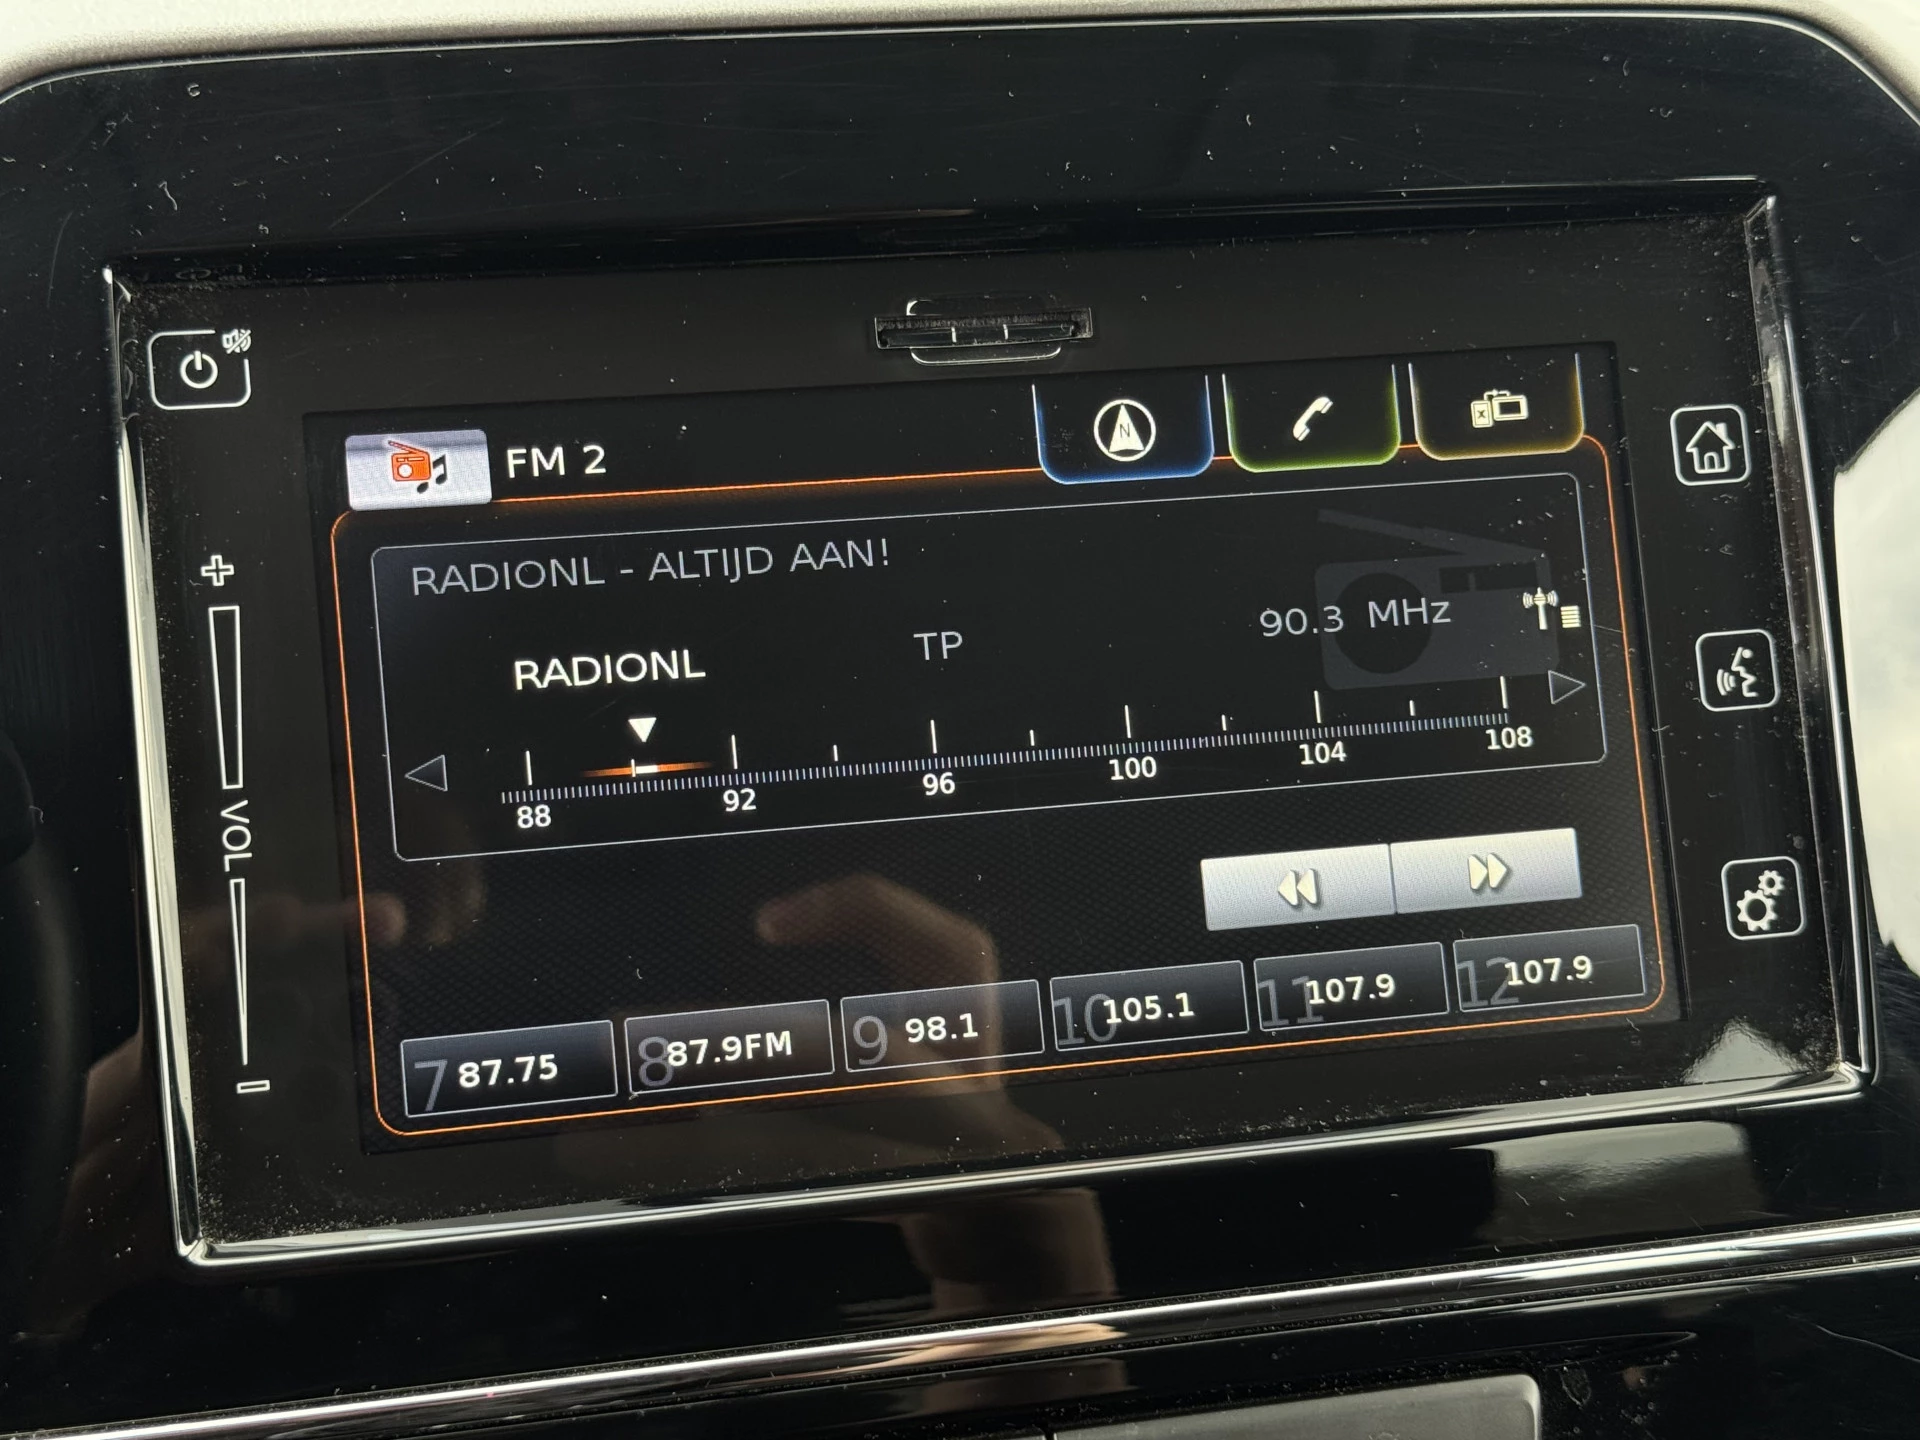 FM 2
N
RADIONL - ALTIJD AAN!
RADIONL TP 90.3 MHz
88 92 96 100 104 108
VOL
7 87.75
8 87.9FM
9 98.1
10 105.1
11 107.9
12 107.9